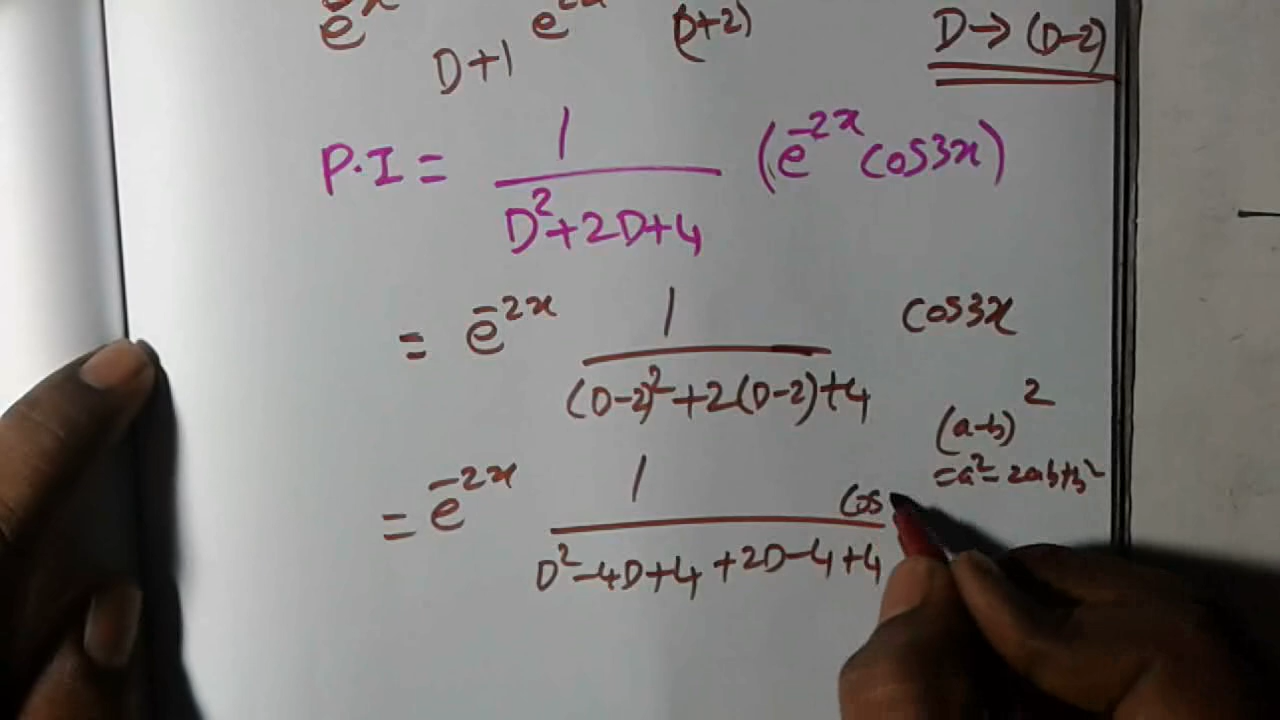 e^x e^2x (D+2) D→(D-2)
D+1
P.I = 1/(D²+2D+4) (e^-2x cos3x)
= e^-2x 1/((D-2)²+2(D-2)+4) cos3x
(a-b)²
= a²-2ab+b²
= e^-2x 1/(D²-4D+4+2D-4+4) cos